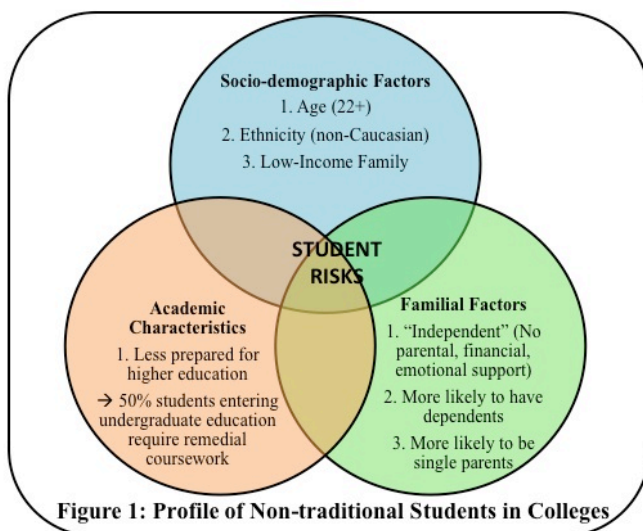 Socio-demographic Factors
1. Age (22+)
2. Ethnicity (non-Caucasian)
3. Low-Income Family
STUDENT
RISKS
Academic
Characteristics
1. Less prepared for
higher education
→ 50% students entering
undergraduate education
require remedial
coursework
Familial Factors
1. “Independent” (No
parental, financial,
emotional support)
2. More likely to have
dependents
3. More likely to be
single parents
Figure 1: Profile of Non-traditional Students in Colleges